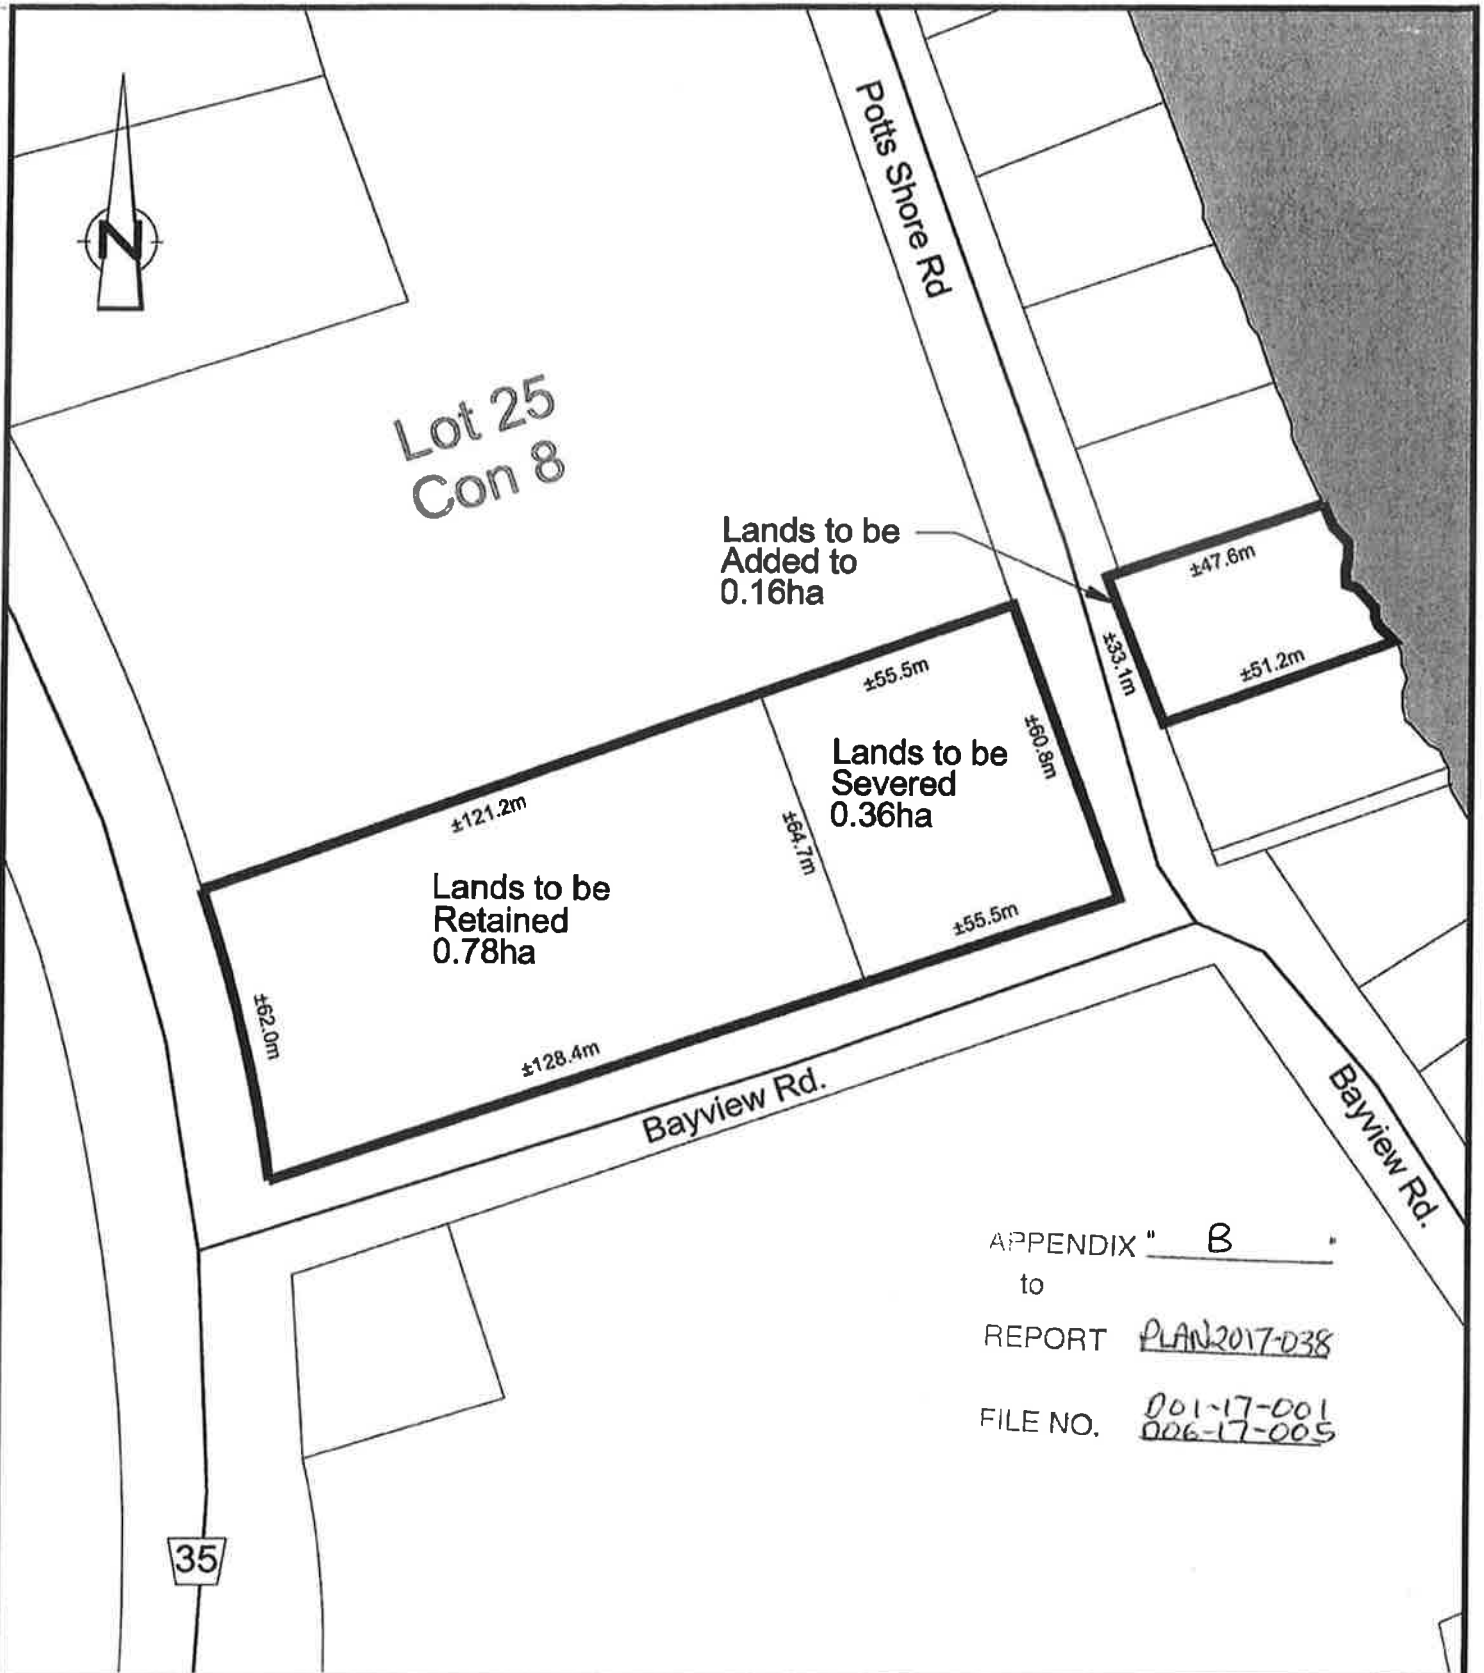 Potts Shore Rd
N
Lot 25
Con 8
Lands to be
Added to
0.16ha
±47.6m
±33.1m
±51.2m
±55.5m
±60.8m
Lands to be
Severed
0.36ha
±121.2m
±64.7m
Lands to be
Retained
0.78ha
±55.5m
±62.0m
±128.4m
Bayview Rd.
Bayview Rd.
APPENDIX " B "
to
REPORT PLAN2017-038
FILE NO. D01-17-001
D06-17-005
35